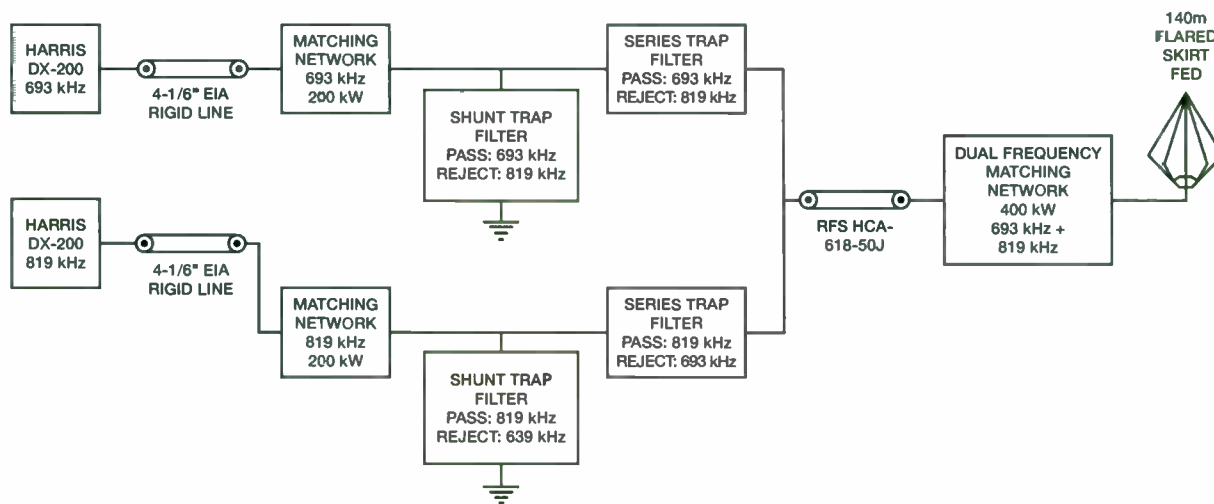 HARRIS
DX-200
693 kHz
4-1/6" EIA
RIGID LINE
MATCHING
NETWORK
693 kHz
200 kW
SHUNT TRAP
FILTER
PASS: 693 kHz
REJECT: 819 kHz
SERIES TRAP
FILTER
PASS: 693 kHz
REJECT: 819 kHz
HARRIS
DX-200
819 kHz
4-1/6" EIA
RIGID LINE
MATCHING
NETWORK
819 kHz
200 kW
SHUNT TRAP
FILTER
PASS: 819 kHz
REJECT: 639 kHz
SERIES TRAP
FILTER
PASS: 819 kHz
REJECT: 693 kHz
RFS HCA-
618-50J
DUAL FREQUENCY
MATCHING
NETWORK
400 kW
693 kHz +
819 kHz
140m
FLARED
SKIRT
FED